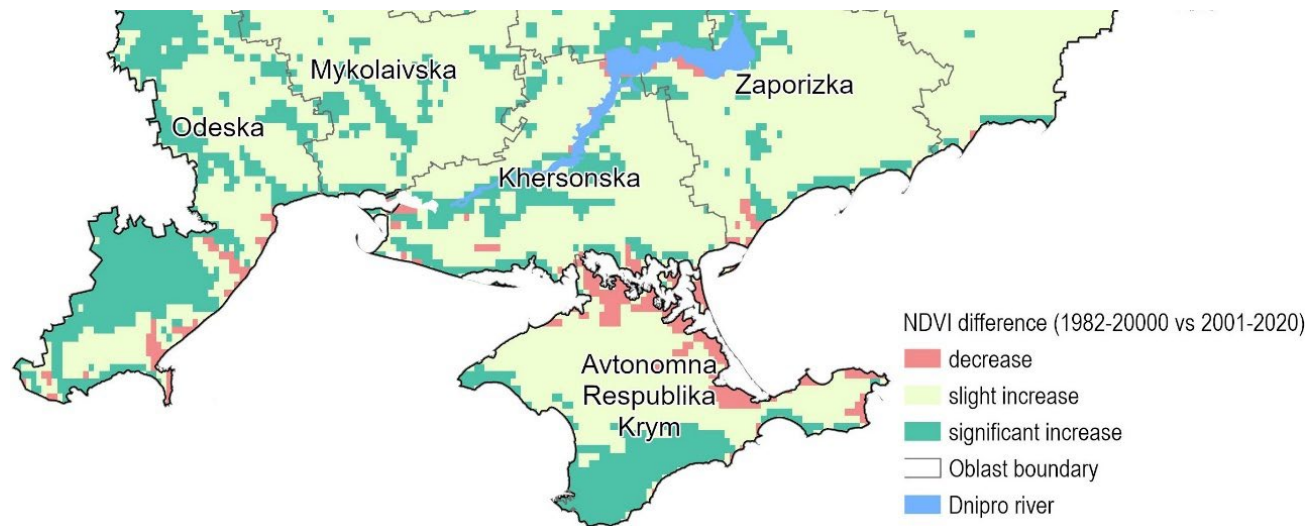 Mykolaivska
Zaporizka
Odeska
Khersonska
NDVI difference (1982-20000 vs 2001-2020)
decrease
Avtonomna
Respublika
Krym
slight increase
significant increase
Oblast boundary
Dnipro river